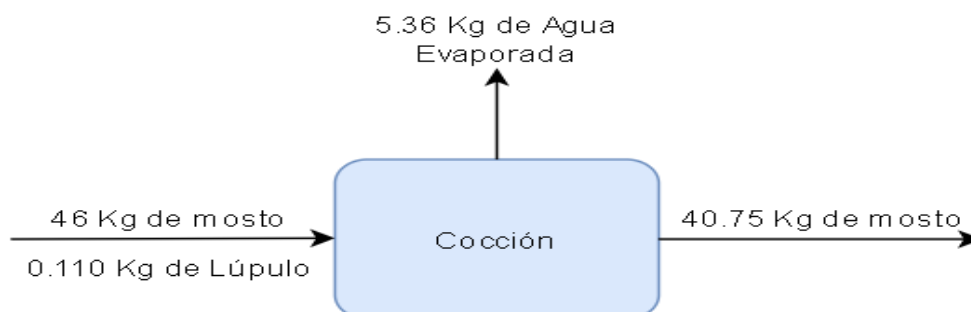 5.36 Kg de Agua
Evaporada
46 Kg de mosto
0.110 Kg de Lúpulo
Cocción
40.75 Kg de mosto